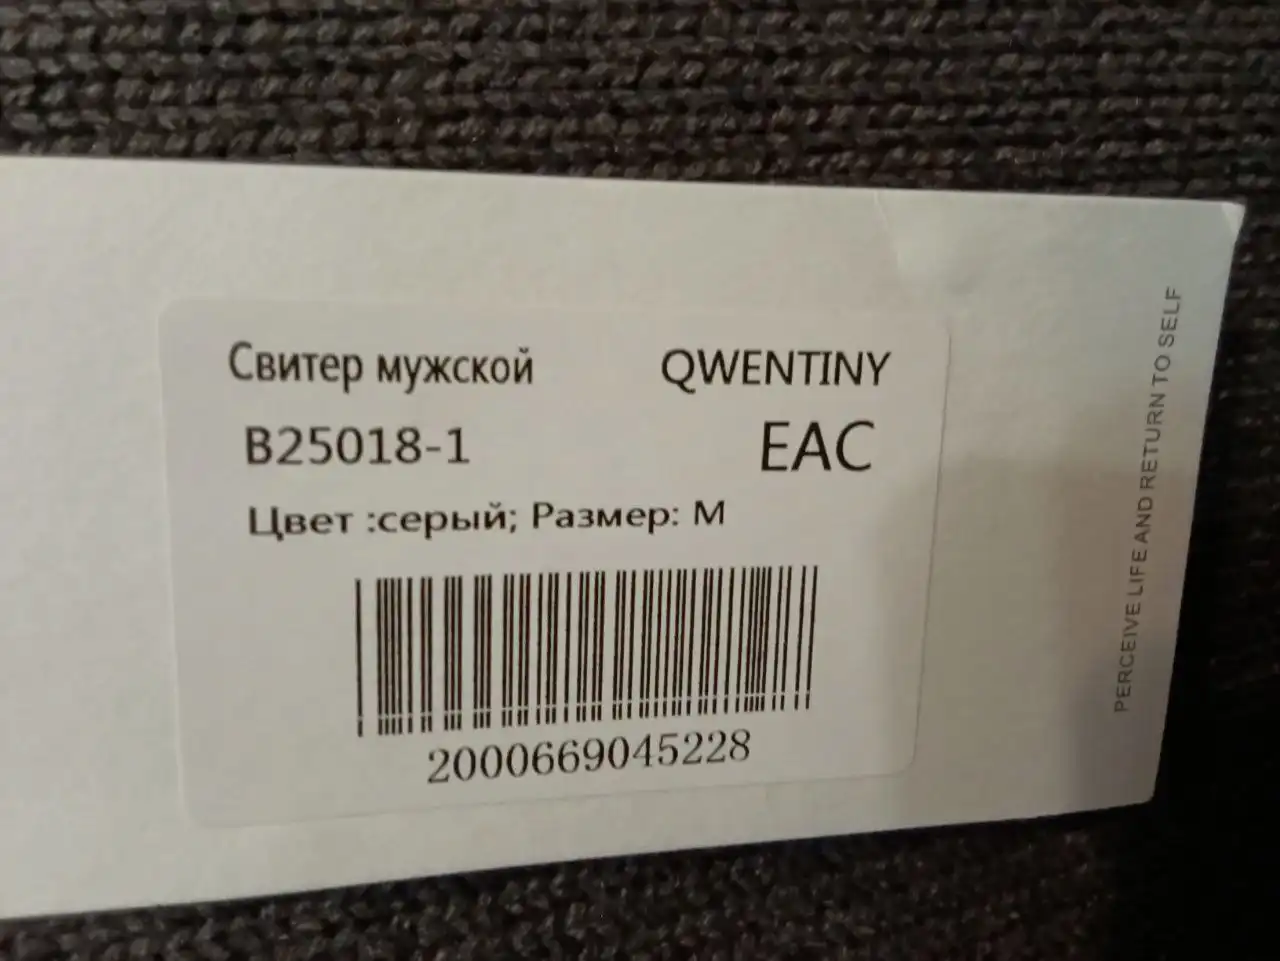 Свитер мужской QWENTINY
B25018-1 EAC
Цвет :серый; Размер: M
2000669045228
PERCEIVE LIFE AND RETURN TO SELF